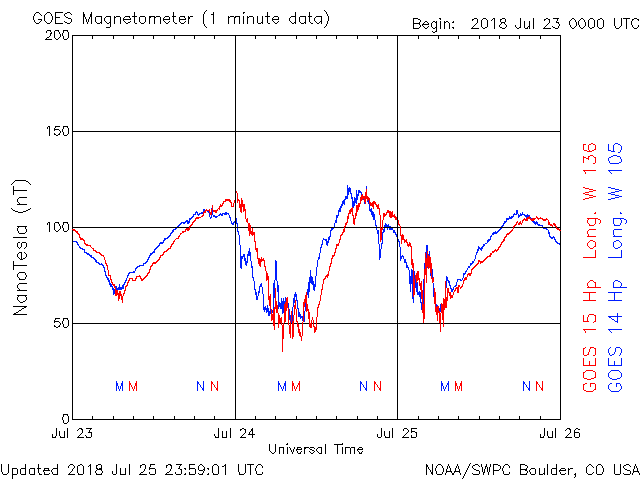 GOES Magnetometer (1 minute data)
Begin: 2018 Jul 23 0000 UTC
200
150
100
50
0
NanoTesla (nT)
M M N N M M N N M M N N
Jul 23 Jul 24 Jul 25 Jul 26
Universal Time
GOES 15 Hp Long. W 136
GOES 14 Hp Long. W 105
Updated 2018 Jul 25 23:59:01 UTC
NOAA/SWPC Boulder, CO USA